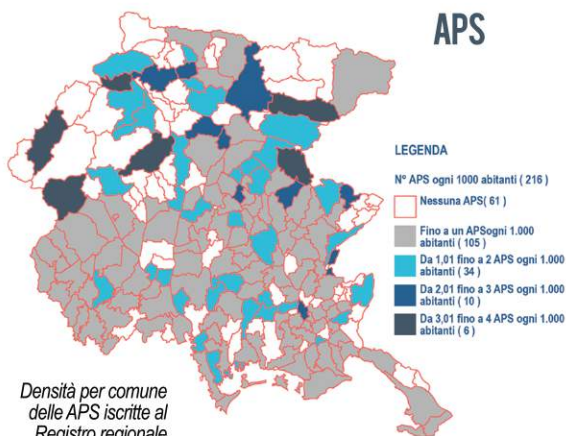 APS
LEGENDA
N° APS ogni 1000 abitanti ( 216 )
Nessuna APS( 61 )
Fino a un APSogni 1.000
abitanti ( 105 )
Da 1,01 fino a 2 APS ogni 1.000
abitanti ( 34 )
Da 2,01 fino a 3 APS ogni 1.000
abitanti ( 10 )
Da 3,01 fino a 4 APS ogni 1.000
abitanti ( 6 )
Densità per comune
delle APS iscritte al
Registro regionale